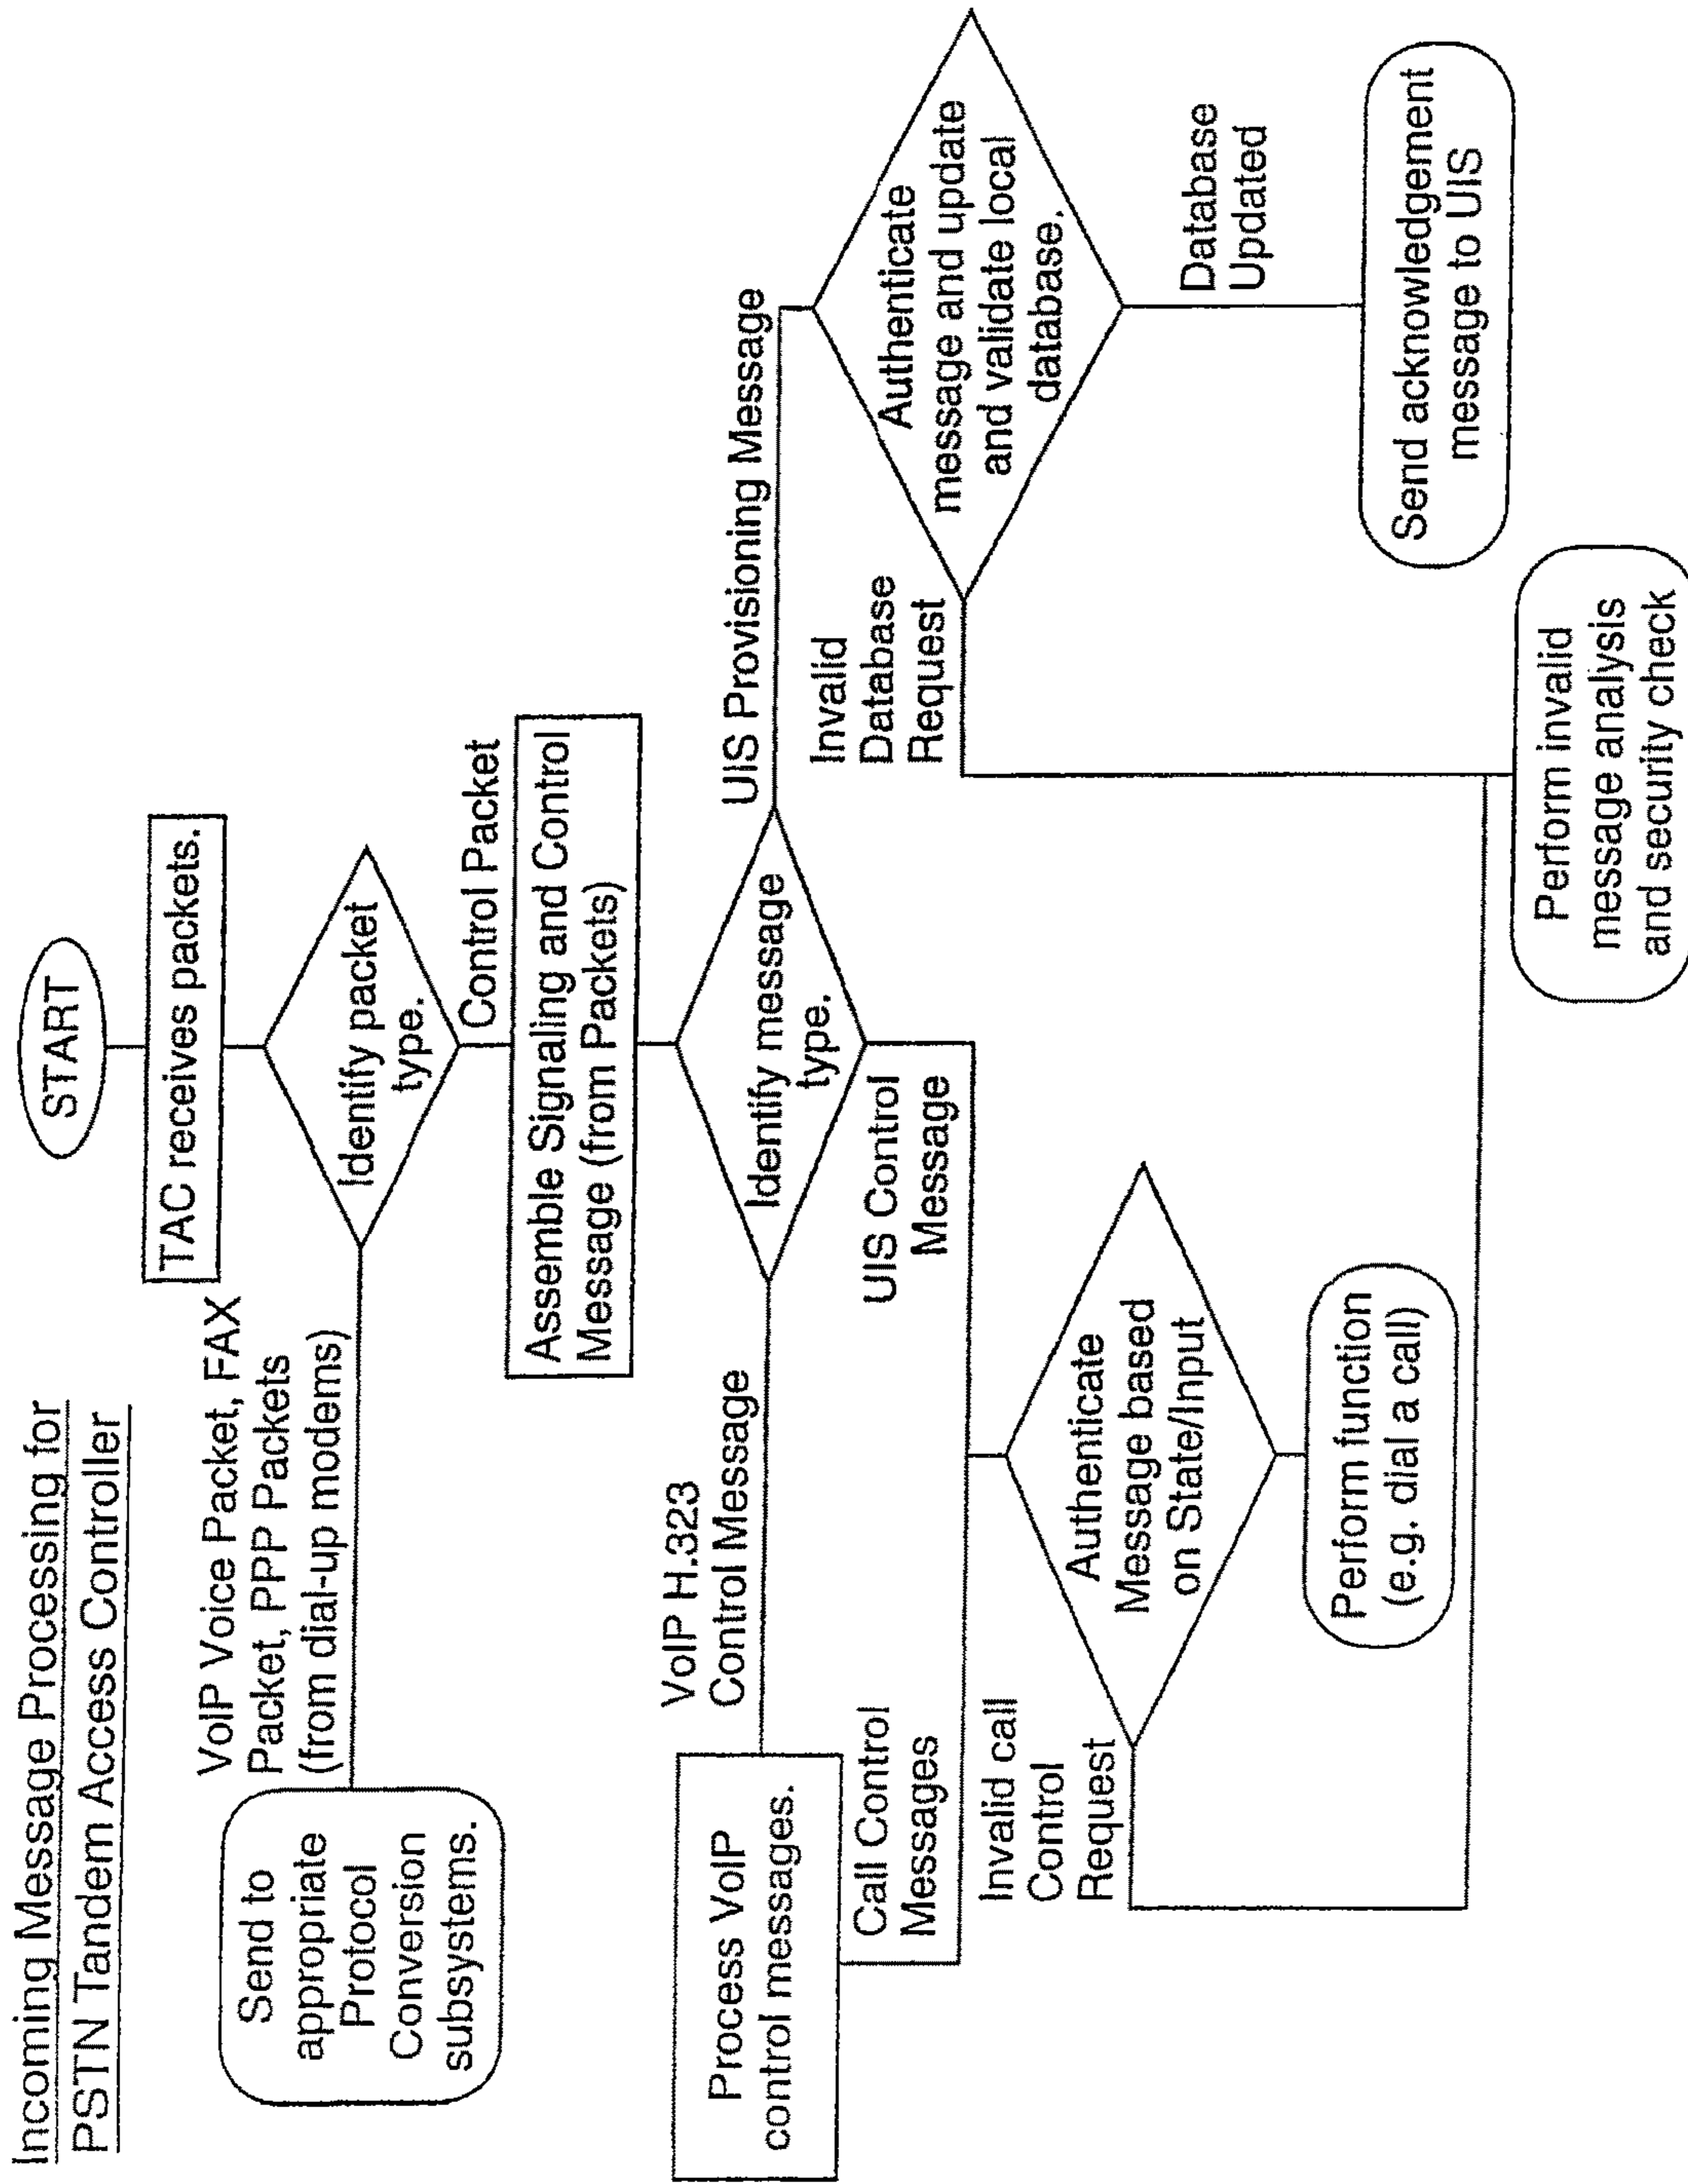 Incoming Message Processing for
PSTN Tandem Access Controller
START
TAC receives packets.
Identify packet
type.
VoIP Voice Packet, FAX
Packet, PPP Packets
(from dial-up modems)
Send to
appropriate
Protocol
Conversion
subsystems.
Control Packet
Assemble Signaling and Control
Message (from Packets)
Identify message
type.
VoIP H.323
Control Message
Process VoIP
control messages.
UIS Provisioning Message
UIS Control
Message
Call Control
Messages
Authenticate
Message based
on State/Input
Invalid call
Control
Request
Perform function
(e.g. dial a call)
Authenticate
message and update
and validate local
database.
Invalid
Database
Request
Database
Updated
Send acknowledgement
message to UIS
Perform invalid
message analysis
and security check